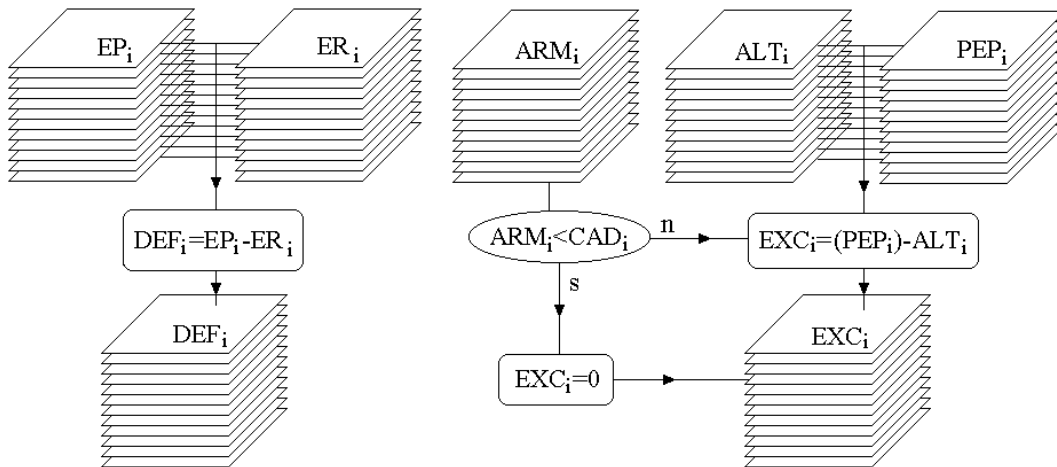 EPi
ERi
ARMi
ALTi
PEPi
DEFi=EPi-ERi
ARMi<CADi
n
EXCi=(PEPi)-ALTi
s
DEFi
EXCi
EXCi=0